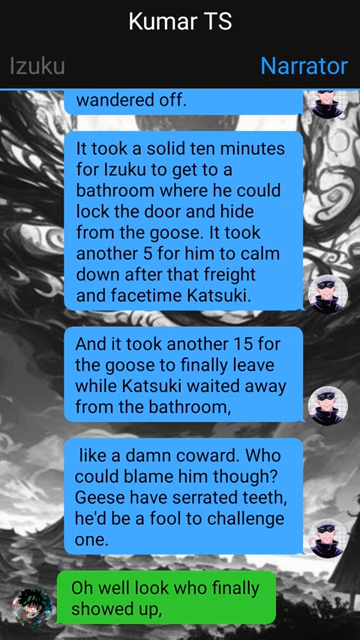 Kumar TS
Izuku
Narrator
wandered off.
It took a solid ten minutes
for Izuku to get to a
bathroom where he could
lock the door and hide
from the goose. It took
another 5 for him to calm
down after that freight
and facetime Katsuki.
And it took another 15 for
the goose to finally leave
while Katsuki waited away
from the bathroom,
like a damn coward. Who
could blame him though?
Geese have serrated teeth,
he'd be a fool to challenge
one.
Oh well look who finally
showed up,